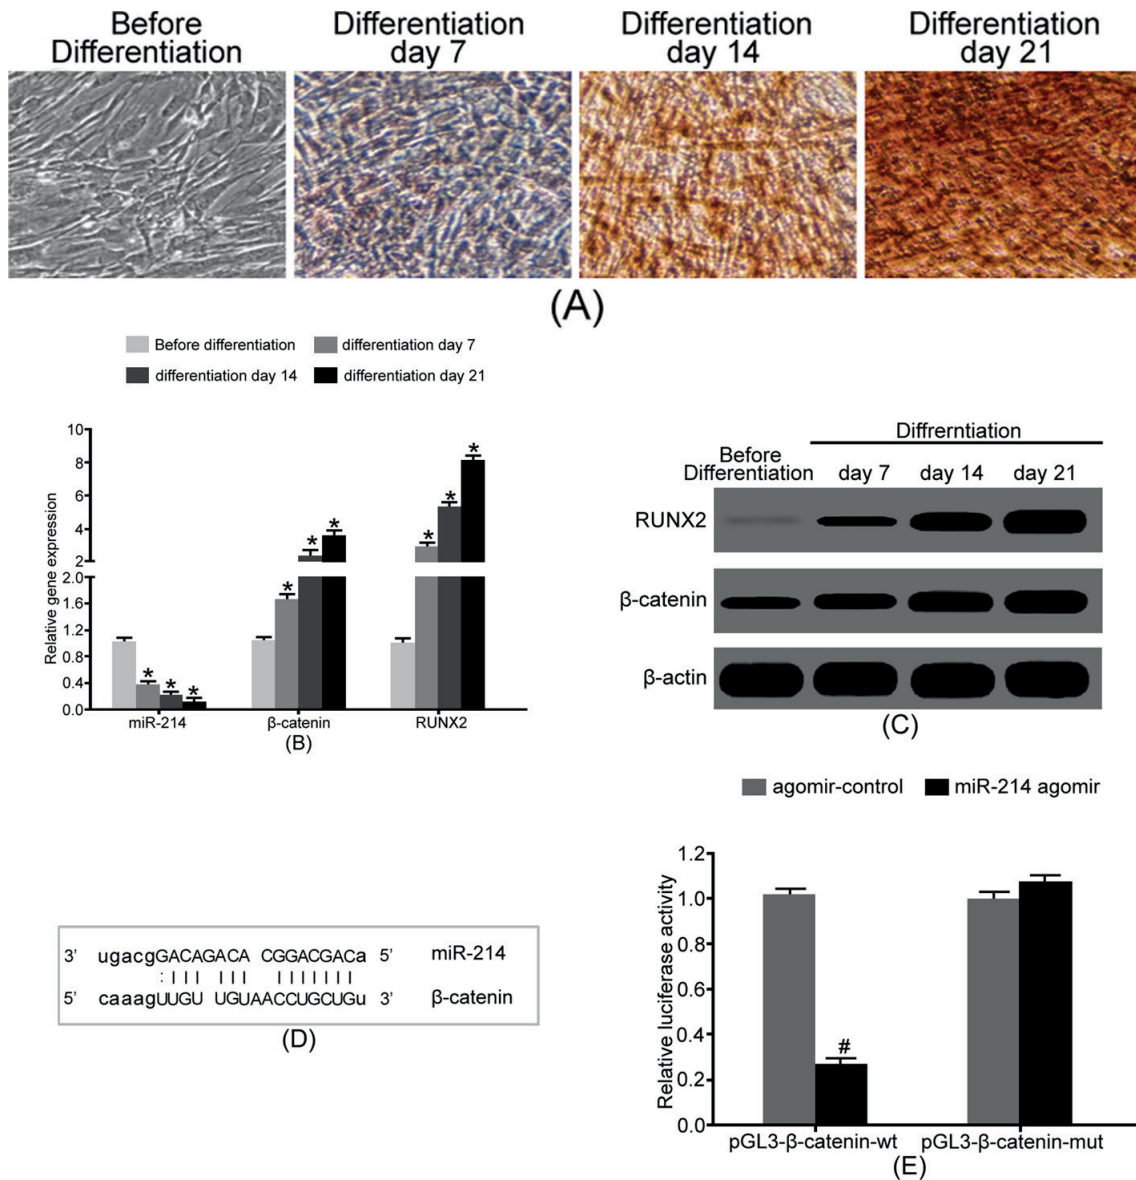 Before
Differentiation
Differentiation
day 7
Differentiation
day 14
Differentiation
day 21
(A)
Before differentiation
differentiation day 7
differentiation day 14
differentiation day 21
Relative gene expression
10
8
6
4
2
2.0
1.6
1.2
0.8
0.4
0.0
* * *
* * *
* * *
miR-214
β-catenin
RUNX2
(B)
Diffrerntiation
Before
Differentiation
day 7
day 14
day 21
RUNX2
β-catenin
β-actin
(C)
3' ugacgGACAGACA CGGACGACa 5' miR-214
: | | | | | | | | | | | | |
5' caaagUUGU UGUAACCUGCUGu 3' β-catenin
(D)
agomir-control
miR-214 agomir
Relative luciferase activity
1.2
1.0
0.8
0.6
0.4
0.2
0.0
#
pGL3-β-catenin-wt
pGL3-β-catenin-mut
(E)